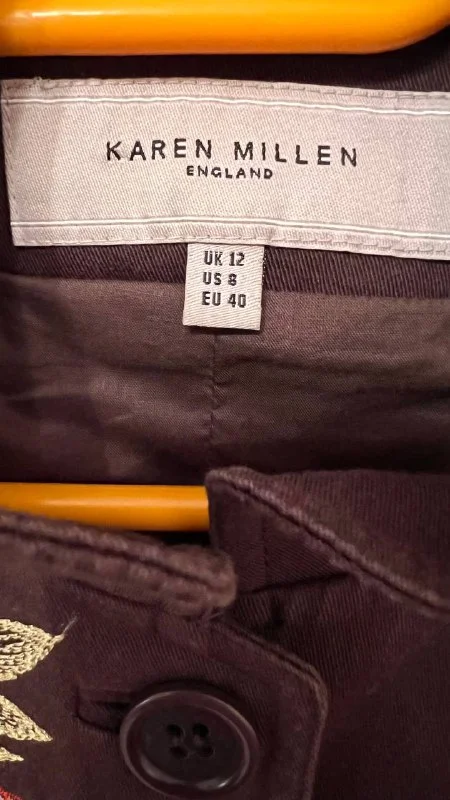 KAREN MILLEN
ENGLAND
UK 12
US 8
EU 40